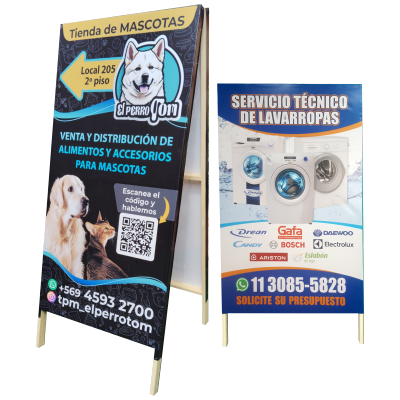 Tienda de MASCOTAS
Local 205
2º piso
El PERRO Tom
VENTA Y DISTRIBUCIÓN DE
ALIMENTOS Y ACCESORIOS
PARA MASCOTAS
Escanea el
código y
hablemos
+569 4593 2700
tpm_elperrotom
SERVICIO TÉCNICO
DE LAVARROPAS
Drean
Gafa
DAEWOO
CANDY
BOSCH
Electrolux
ARISTON
Eslabón
11 3085-5828
SOLICITE SU PRESUPUESTO